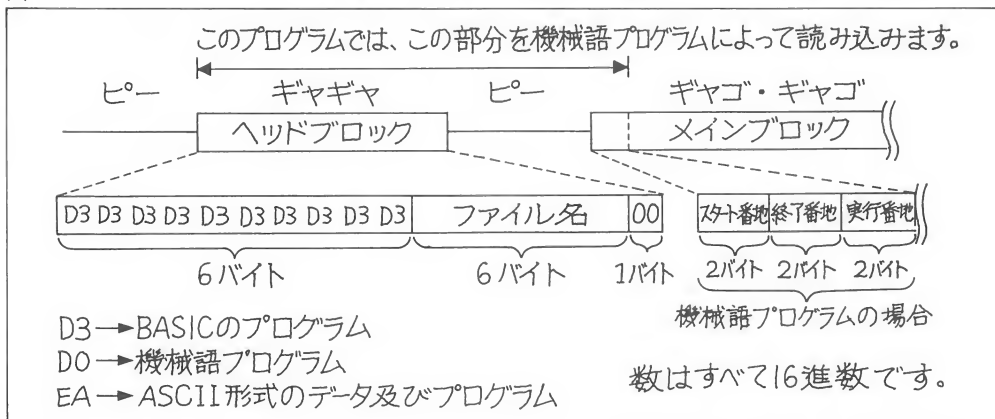 このプログラムでは、この部分を機械語プログラムによって読み込みます。
ピー ギャギャ ピー ギャゴ・ギャゴ
ヘッドブロック メインブロック
D3 D3 D3 D3 D3 D3 D3 D3 D3 D3 ファイル名 00 スタート番地 終了番地 実行番地
6バイト 6バイト 1バイト 2バイト 2バイト 2バイト
機械語プログラムの場合
D3→BASICのプログラム
D0→機械語プログラム
EA→ASCII形式のデータ及びプログラム
数はすべて16進数です。